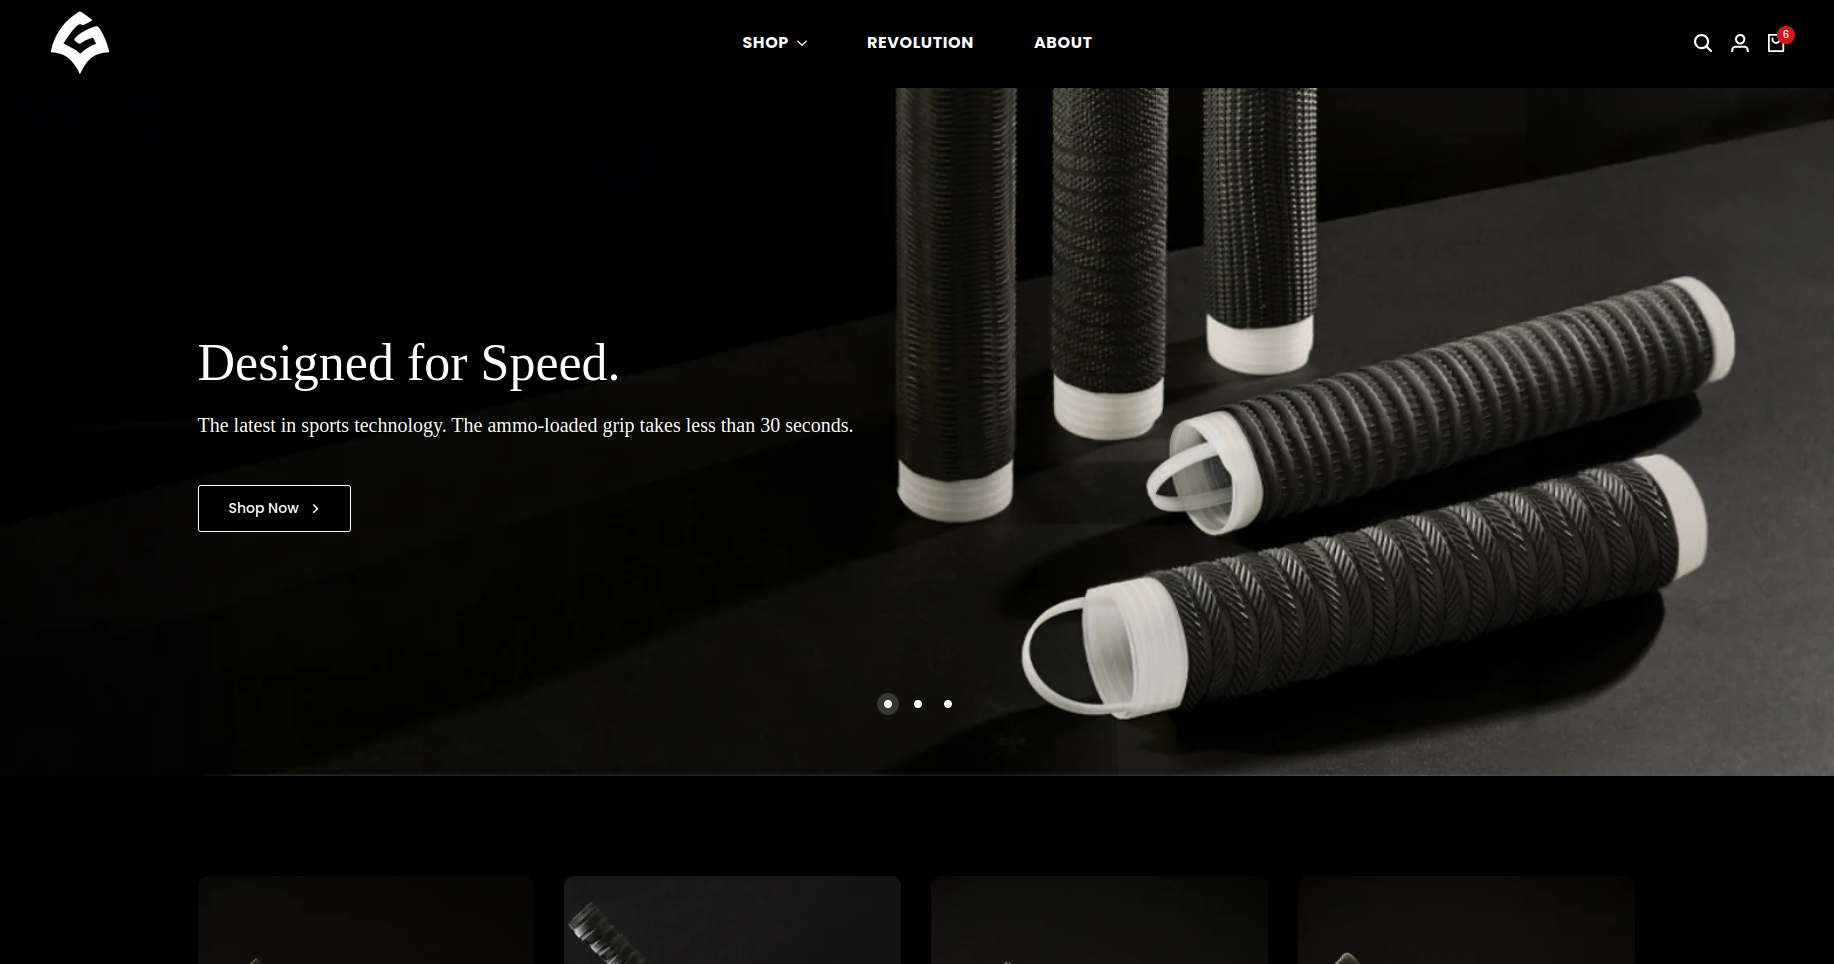 SHOP
REVOLUTION
ABOUT
6
Designed for Speed.
The latest in sports technology. The ammo-loaded grip takes less than 30 seconds.
Shop Now